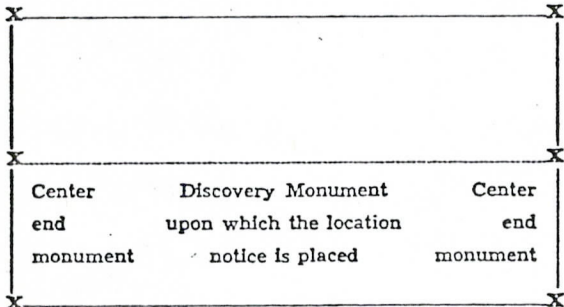 X X
X X
Center Discovery Monument Center
end upon which the location end
monument notice is placed monument
X X